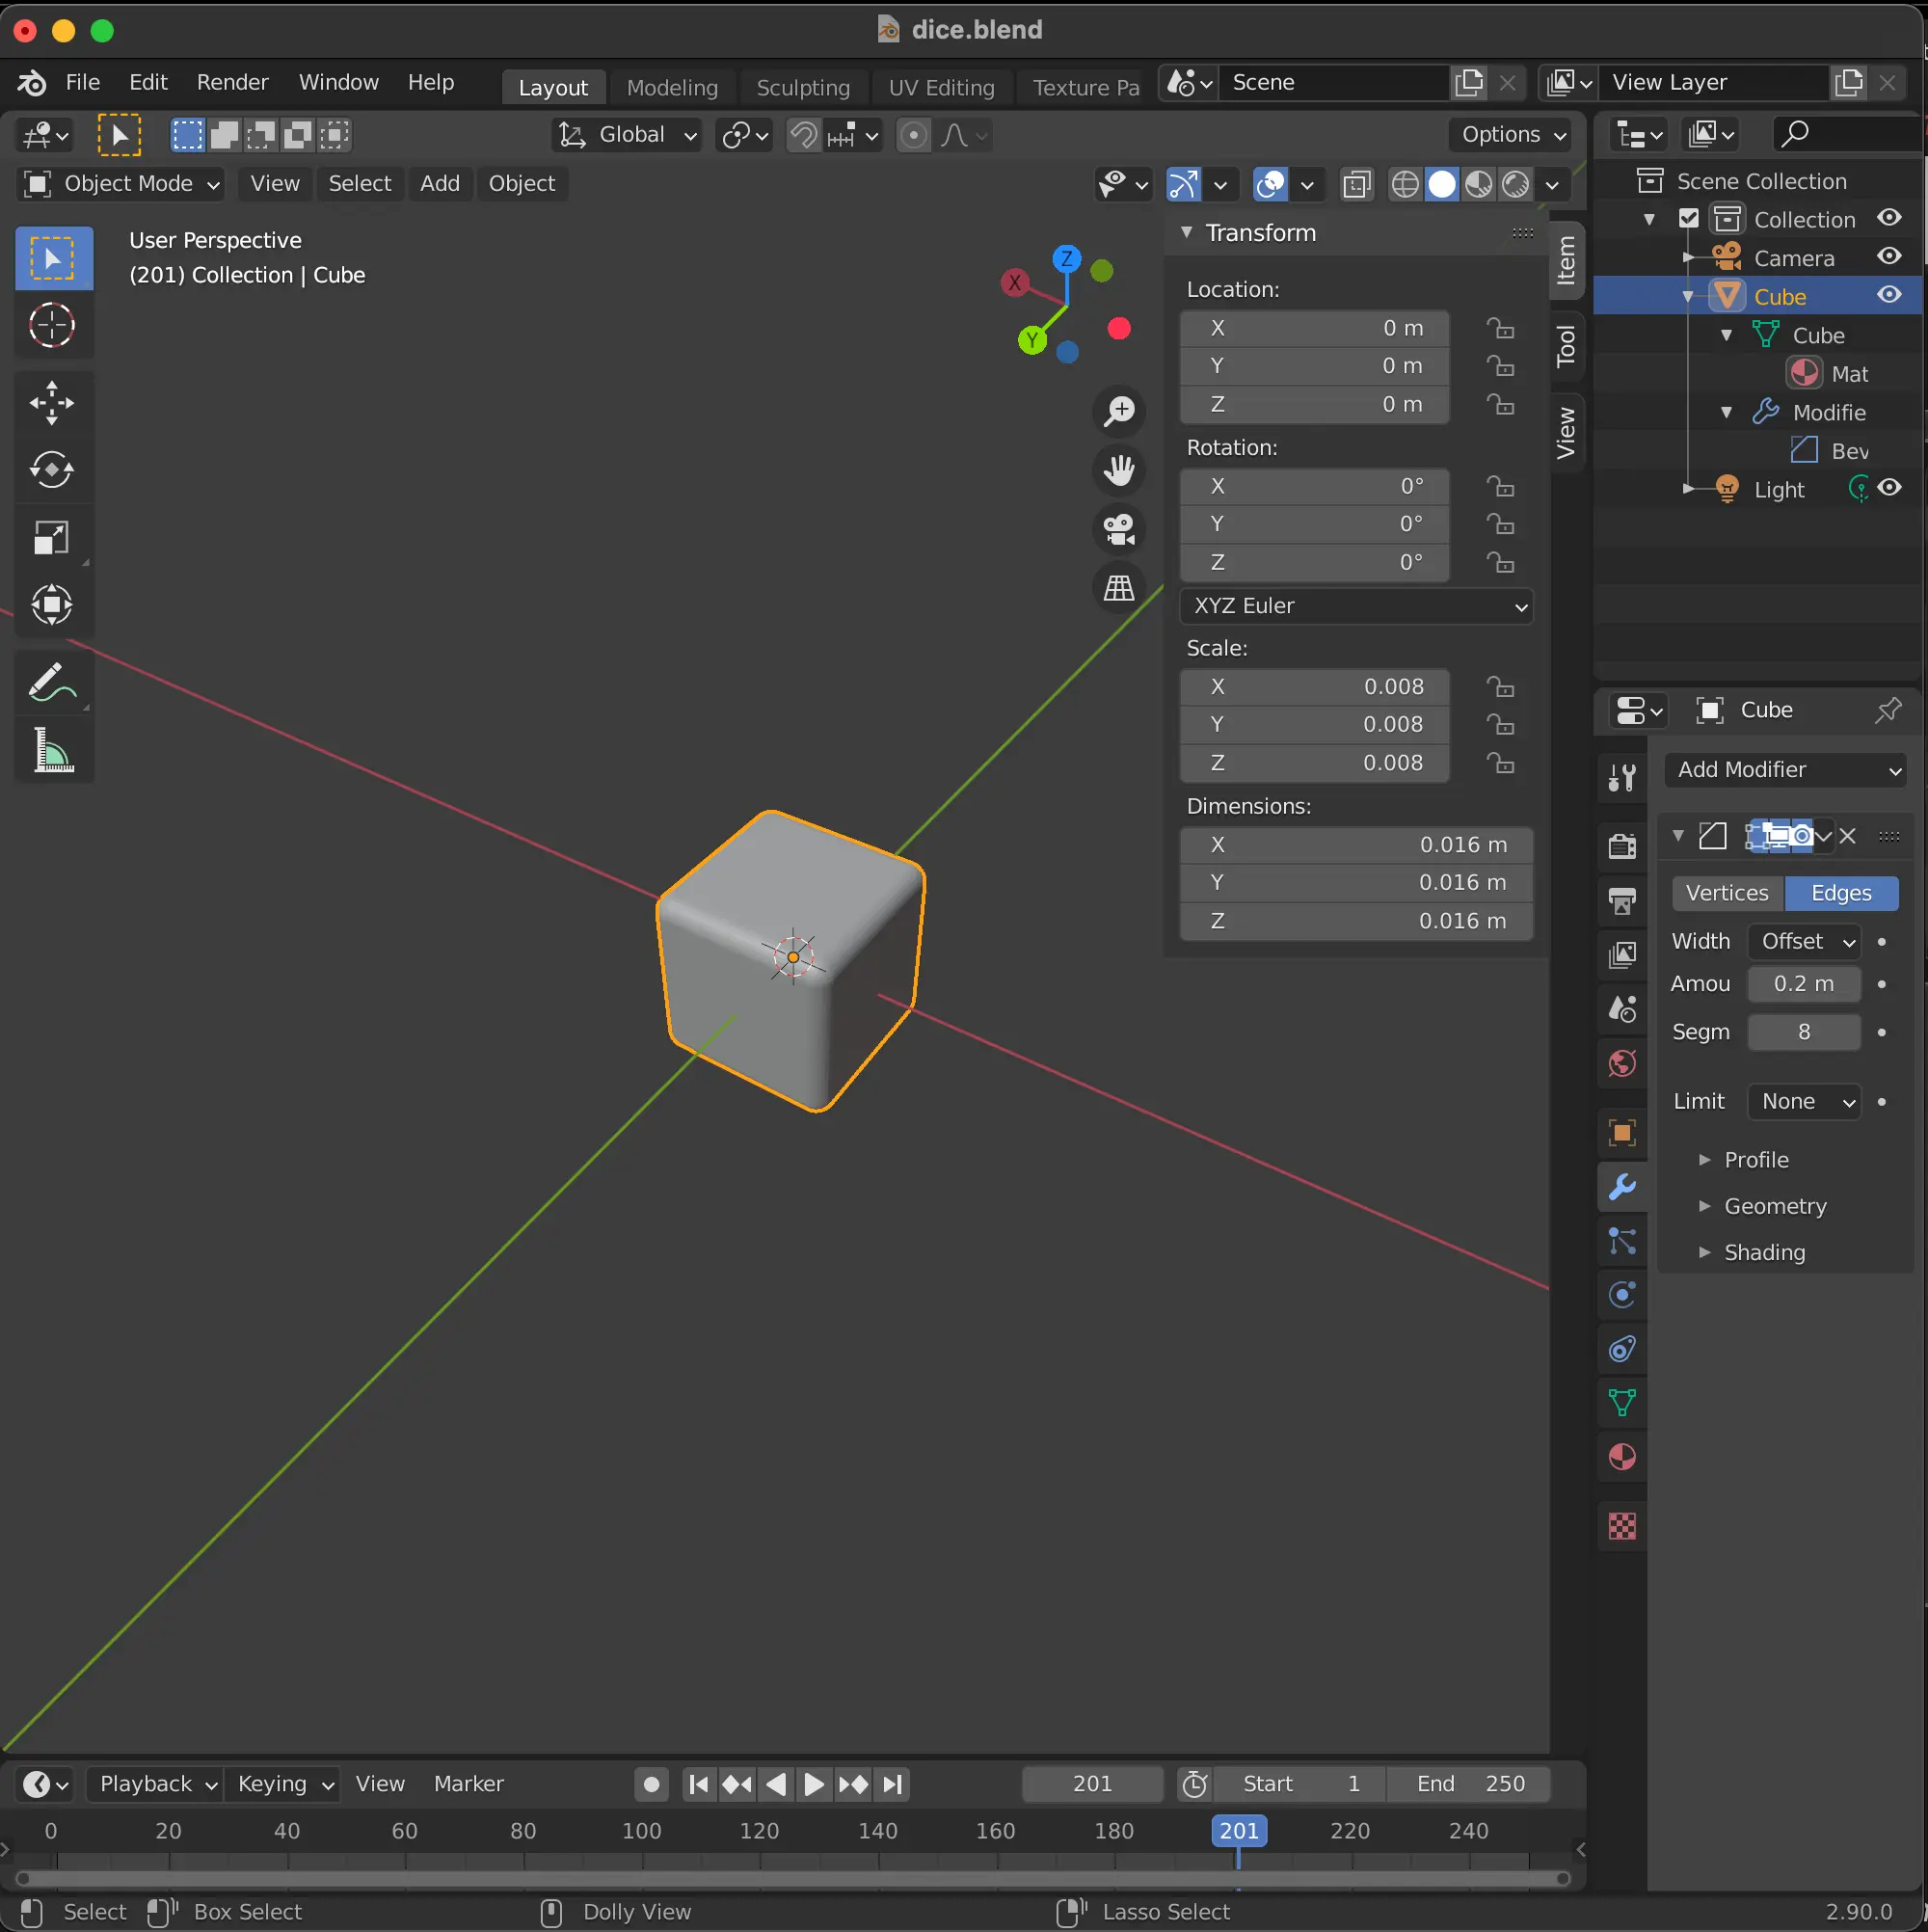 dice.blend
File Edit Render Window Help Layout Modeling Sculpting UV Editing Texture Pa Scene View Layer
Global Options
Object Mode View Select Add Object
User Perspective
(201) Collection | Cube
Z
X
Y
Transform
Location:
X 0 m
Y 0 m
Z 0 m
Rotation:
X 0°
Y 0°
Z 0°
XYZ Euler
Scale:
X 0.008
Y 0.008
Z 0.008
Dimensions:
X 0.016 m
Y 0.016 m
Z 0.016 m
Item
Tool
View
Scene Collection
Collection
Camera
Cube
Cube
Mat
Modifie
Bev
Light
Cube
Add Modifier
Vertices Edges
Width Offset
Amou 0.2 m
Segm 8
Limit None
Profile
Geometry
Shading
Playback Keying View Marker 201 Start 1 End 250
0 20 40 60 80 100 120 140 160 180 201 220 240
Select Box Select Dolly View Lasso Select 2.90.0